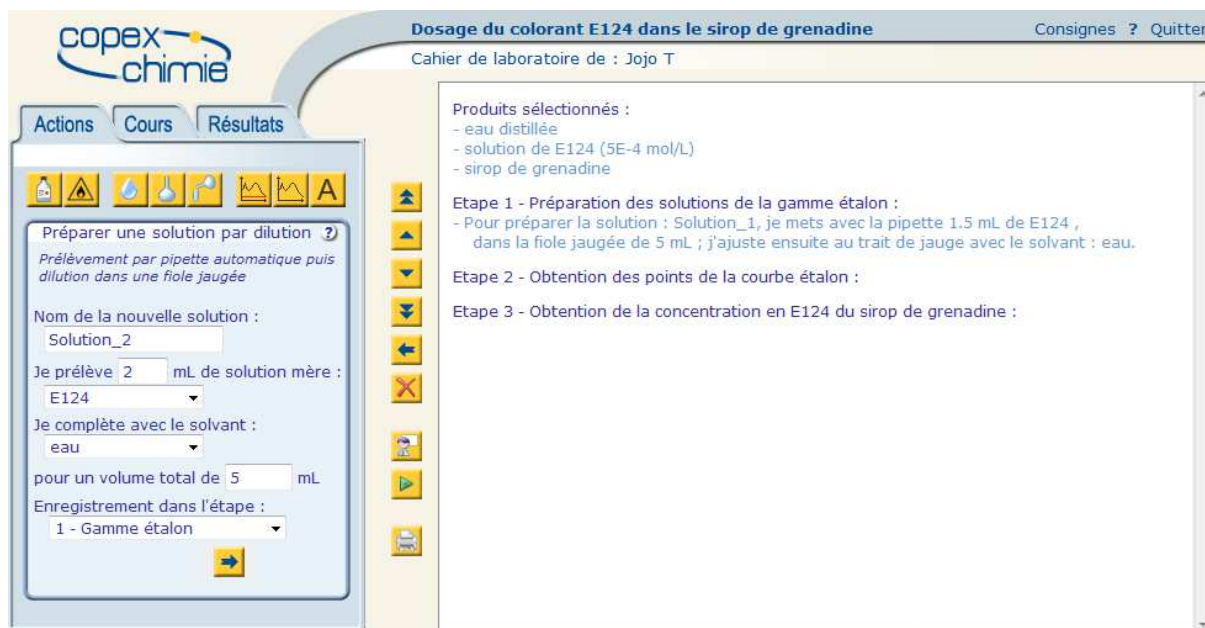 copex
chimie
Dosage du colorant E124 dans le sirop de grenadine
Consignes ? Quitter
Cahier de laboratoire de : Jojo T
Actions Cours Résultats
A
Préparer une solution par dilution ?
Prélèvement par pipette automatique puis
dilution dans une fiole jaugée
Nom de la nouvelle solution :
Solution_2
Je prélève 2 mL de solution mère :
E124
Je complète avec le solvant :
eau
pour un volume total de 5 mL
Enregistrement dans l'étape :
1 - Gamme étalon
Produits sélectionnés :
- eau distillée
- solution de E124 (5E-4 mol/L)
- sirop de grenadine
Etape 1 - Préparation des solutions de la gamme étalon :
- Pour préparer la solution : Solution_1, je mets avec la pipette 1.5 mL de E124 ,
dans la fiole jaugée de 5 mL ; j'ajuste ensuite au trait de jauge avec le solvant : eau.
Etape 2 - Obtention des points de la courbe étalon :
Etape 3 - Obtention de la concentration en E124 du sirop de grenadine :